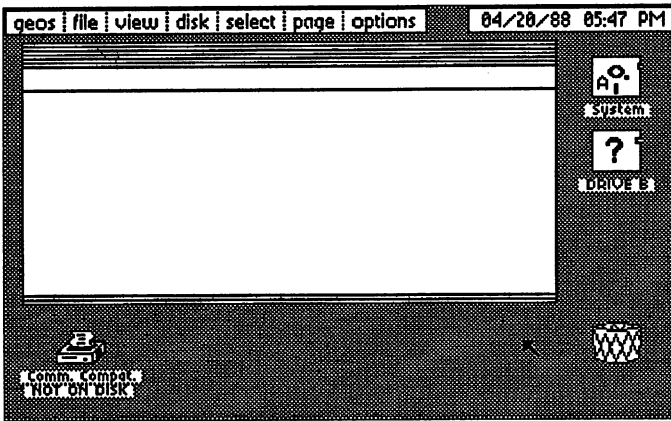 geos file view disk select page options 04/20/88 05:47 PM
A
System
?
DRIVE B
Comm. Compat.
NOT ON DISK